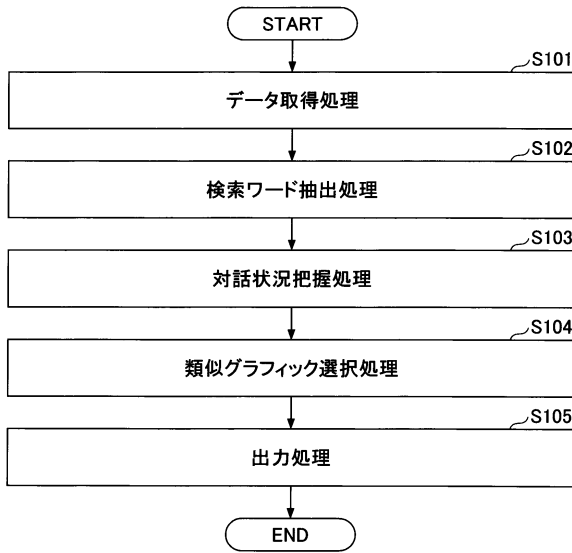 START
S101
データ取得処理
S102
検索ワード抽出処理
S103
対話状況把握処理
S104
類似グラフィック選択処理
S105
出力処理
END